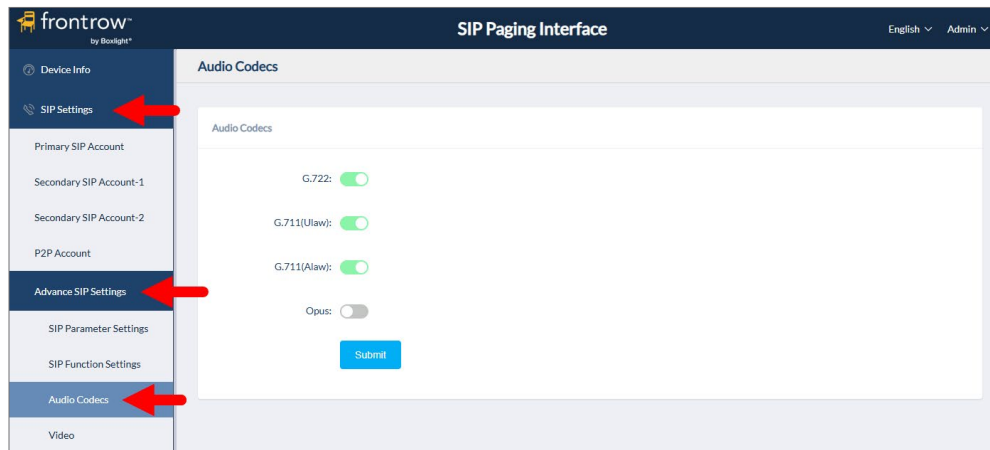 frontrow™
by Boxlight®
SIP Paging Interface
English
Admin
Device Info
Audio Codecs
SIP Settings
Audio Codecs
Primary SIP Account
Secondary SIP Account-1
Secondary SIP Account-2
P2P Account
Advance SIP Settings
SIP Parameter Settings
SIP Function Settings
Audio Codecs
Video
G.722:
G.711(Ulaw):
G.711(Alaw):
Opus:
Submit